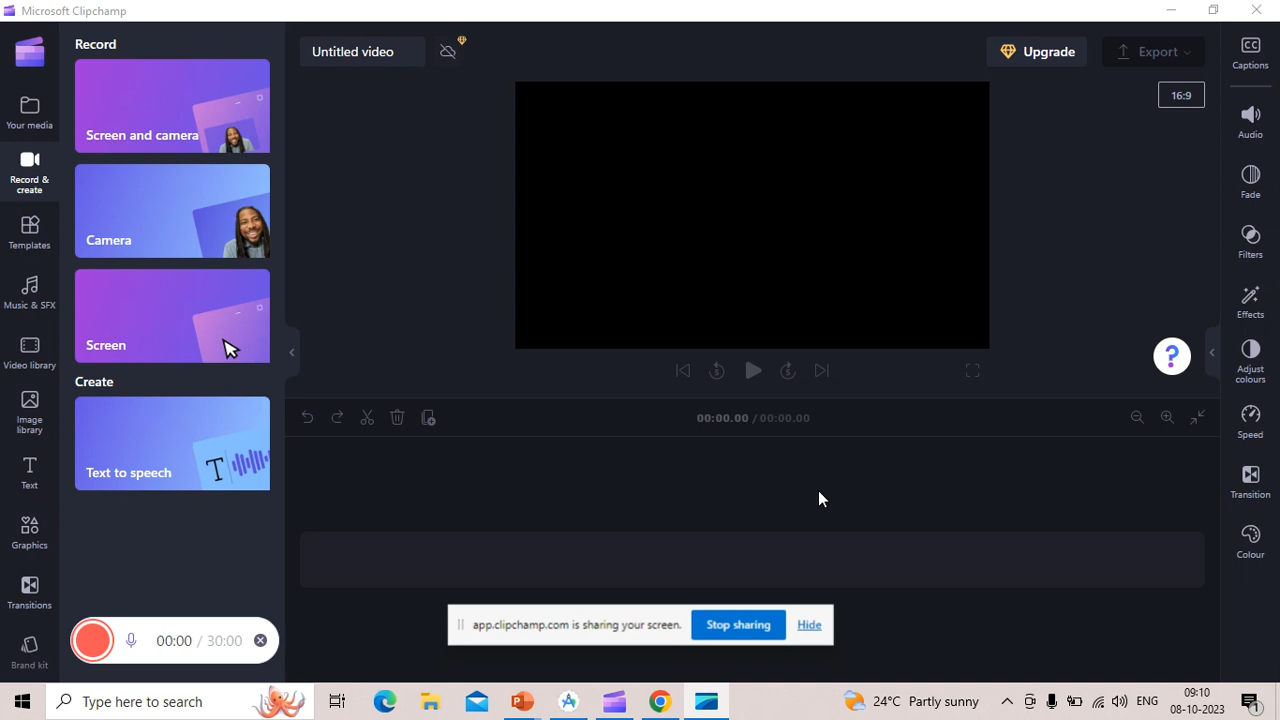 Microsoft Clipchamp
Record
Screen and camera
Camera
Screen
Create
Text to speech
Your media
Record &
create
Templates
Music & SFX
Video library
Image
library
Text
Graphics
Transitions
Brand kit
00:00 / 30:00
Untitled video
Upgrade
Export
16:9
?
5
5
00:00.00 / 00:00.00
app.clipchamp.com is sharing your screen.
Stop sharing
Hide
CC
Captions
Audio
Fade
Filters
Effects
Adjust
colours
Speed
Transition
Colour
Type here to search
24°C Partly sunny
ENG
09:10
08-10-2023
1